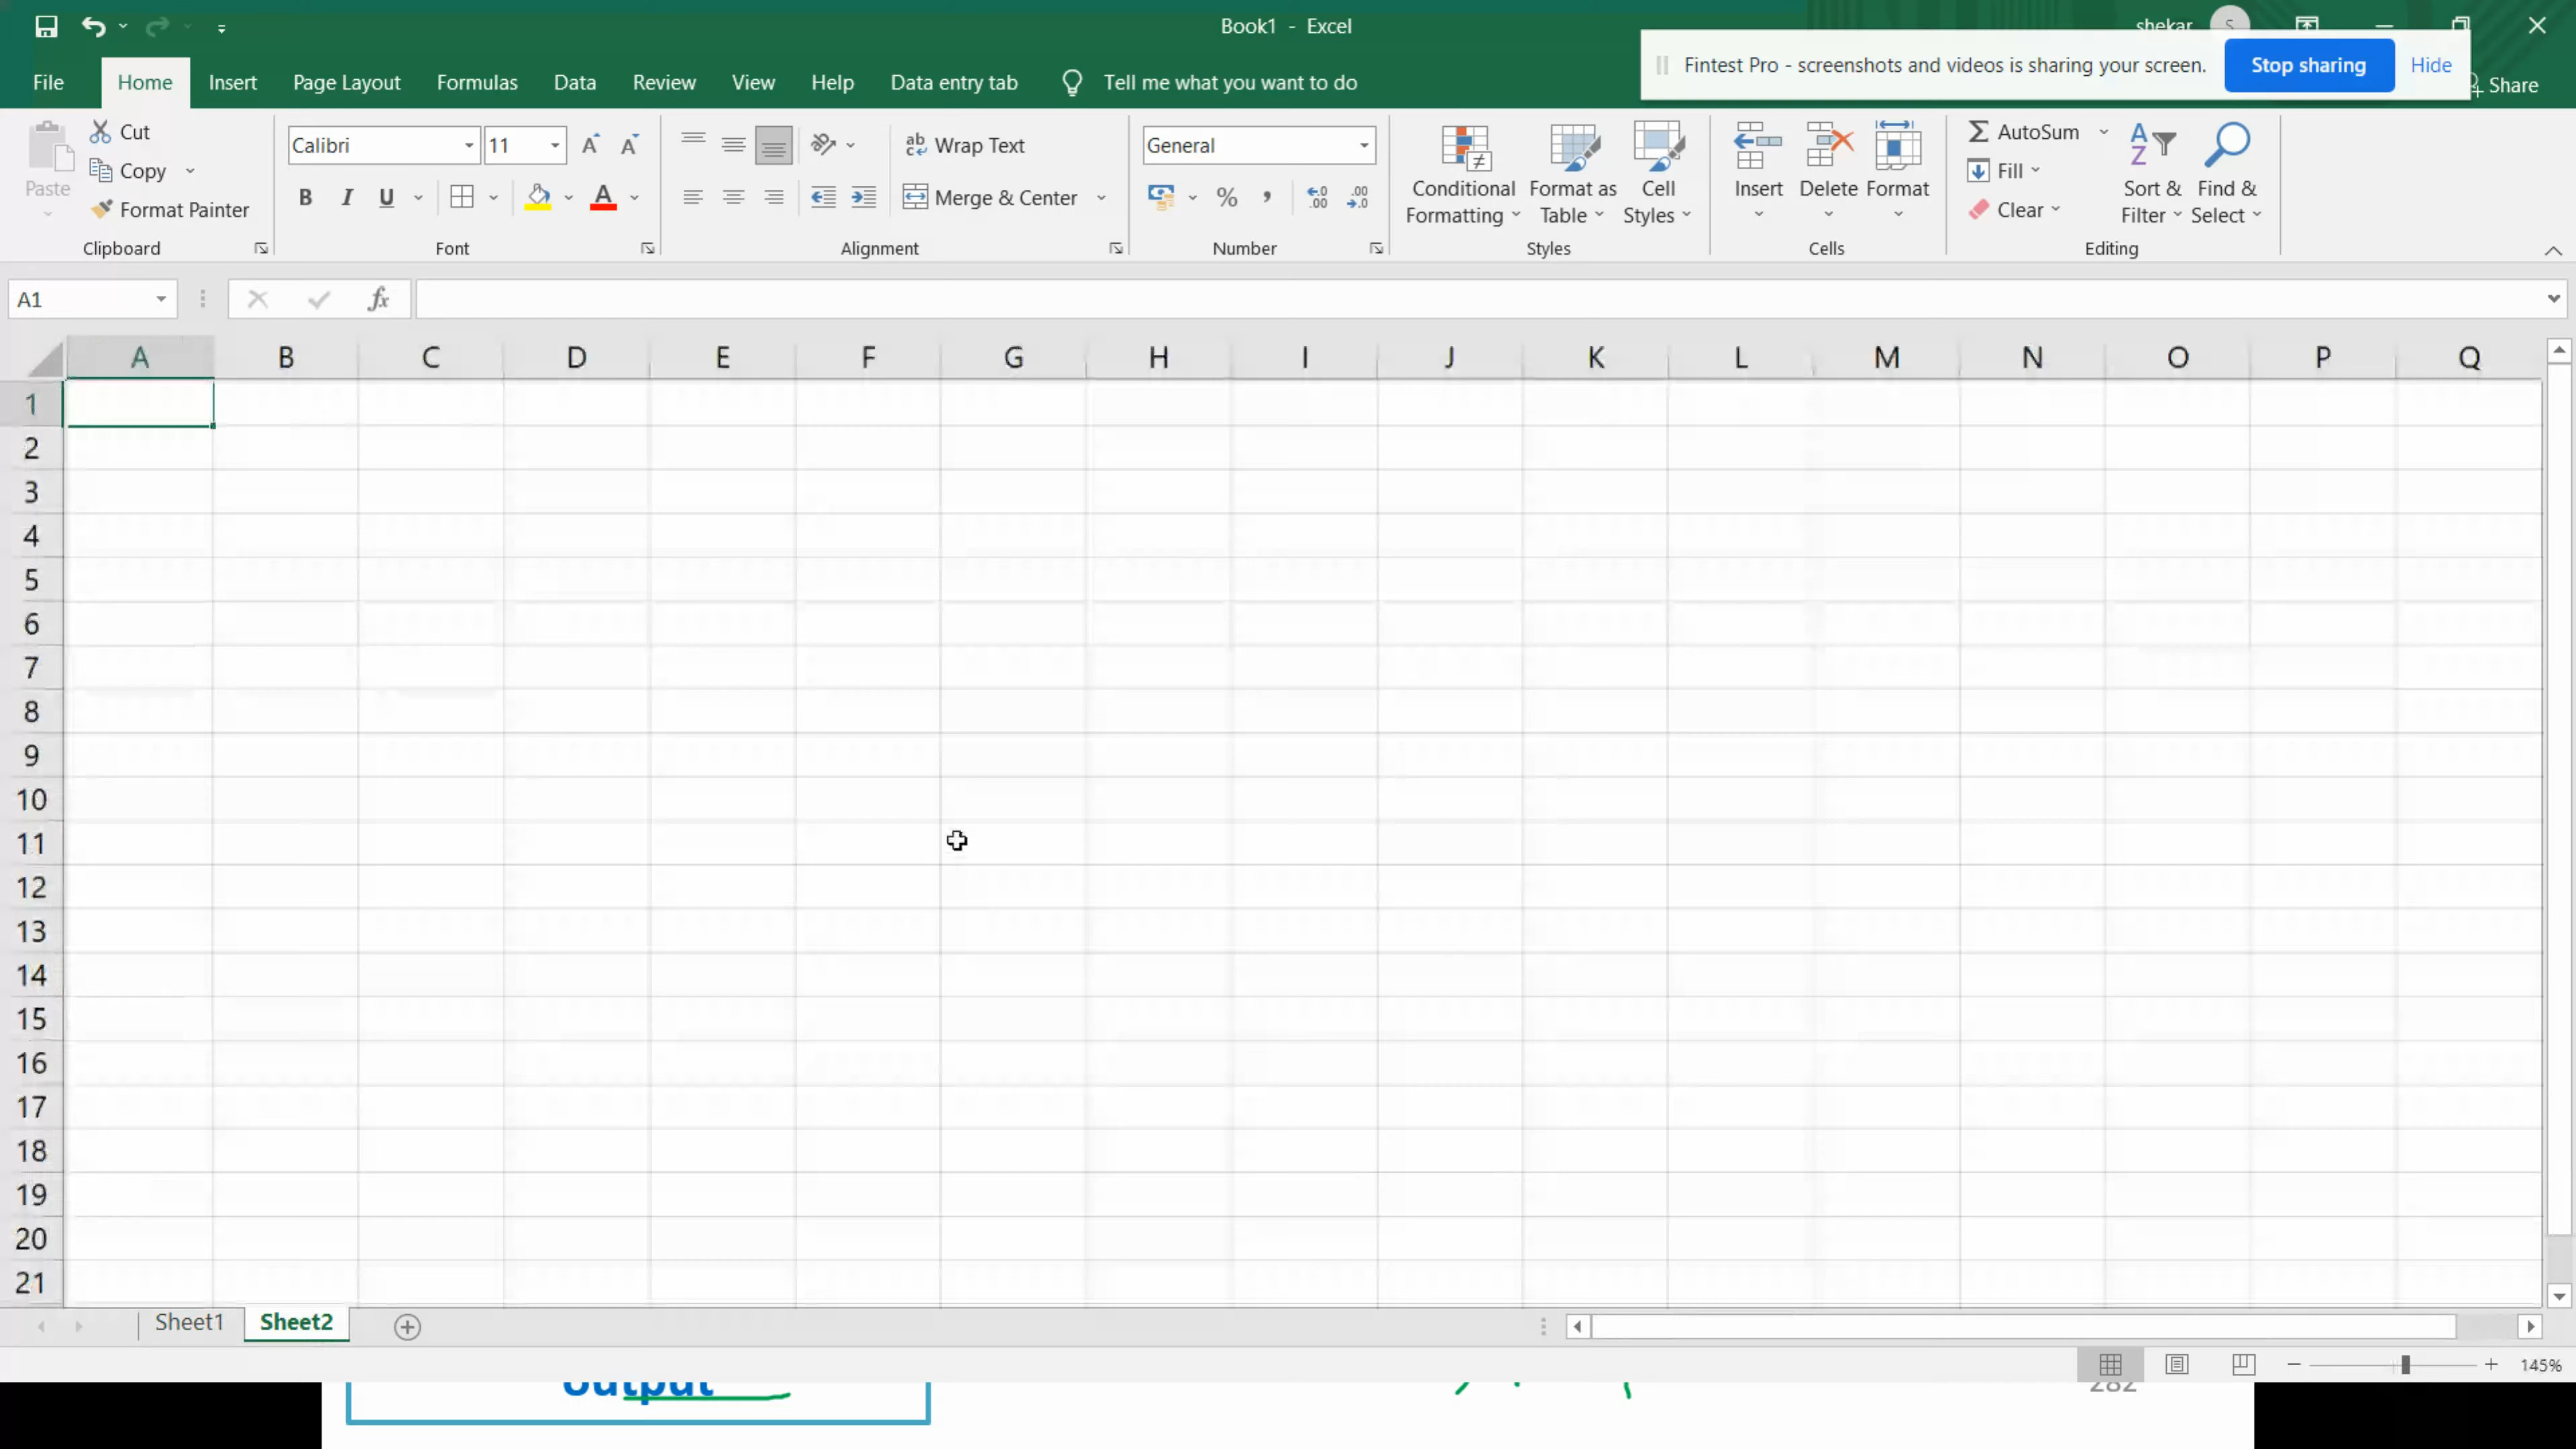 Book1 - Excel
shekar
S
File Home Insert Page Layout Formulas Data Review View Help Data entry tab Tell me what you want to do
Fintest Pro - screenshots and videos is sharing your screen. Stop sharing Hide
Share
Paste
Cut
Copy
Format Painter
Clipboard
Calibri 11
B I U
Font
Wrap Text
Merge & Center
Alignment
General
Number
Conditional Formatting
Format as Table
Cell Styles
Styles
Insert Delete Format
Cells
AutoSum
Fill
Clear
Sort & Filter
Find & Select
Editing
A1
fx
A B C D E F G H I J K L M N O P Q
1
2
3
4
5
6
7
8
9
10
11
12
13
14
15
16
17
18
19
20
21
Sheet1 Sheet2
145%
output
282